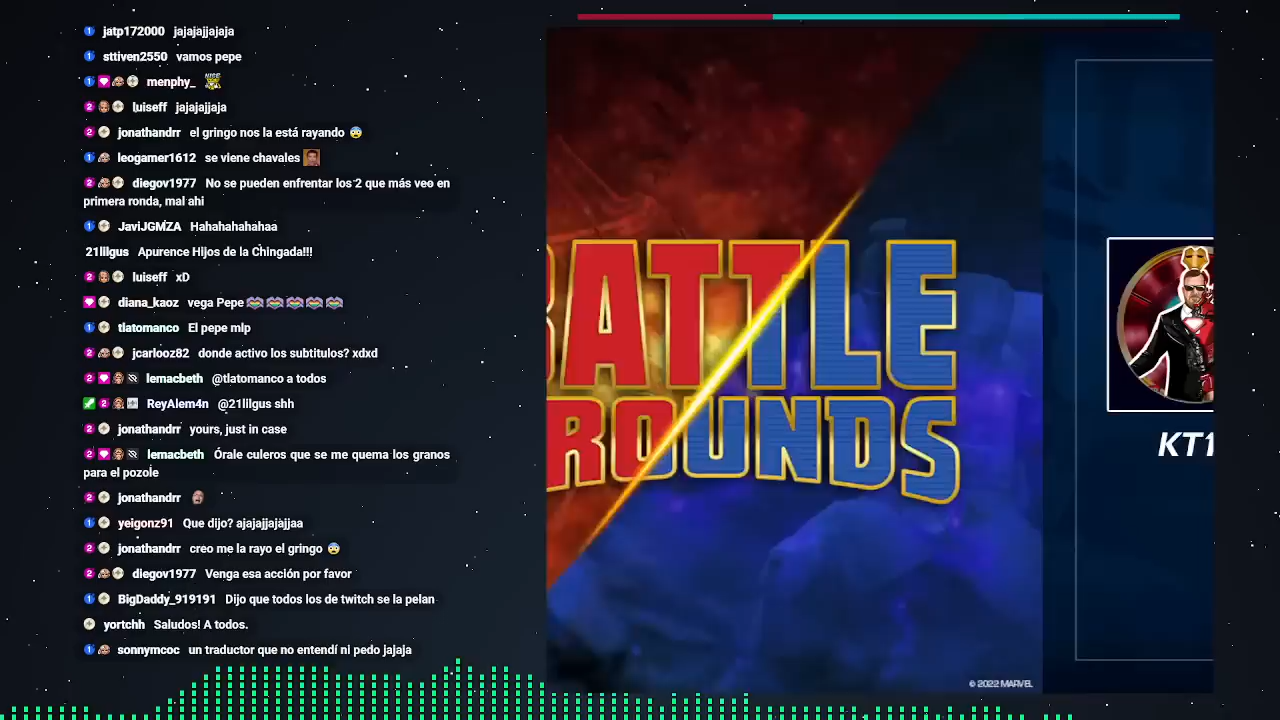 jatp172000 jajajajjajaja
sttiven2550 vamos pepe
menphy_
luiseff jajajajjaja
jonathandrr el gringo nos la está rayando
leogamer1612 se viene chavales
diegov1977 No se pueden enfrentar los 2 que más veo en
primera ronda, mal ahi
JaviJGMZA Hahahahahahaa
21lilgus Apurence Hijos de la Chingada!!!
luiseff xD
diana_kaoz vega Pepe
tlatomanco El pepe mlp
jcarlooz82 donde activo los subtitulos? xdxd
lemacbeth @tlatomanco a todos
ReyAlem4n @21lilgus shh
jonathandrr yours, just in case
lemacbeth Órale culeros que se me quema los granos
para el pozole
jonathandrr
yeigonz91 Que dijo? ajajajjajajjaa
jonathandrr creo me la rayo el gringo
diegov1977 Venga esa acción por favor
BigDaddy_919191 Dijo que todos los de twitch se la pelan
yortchh Saludos! A todos.
sonnymcoc un traductor que no entendí ni pedo jajaja
BATTLE
ROUNDS
© 2022 MARVEL
KT1